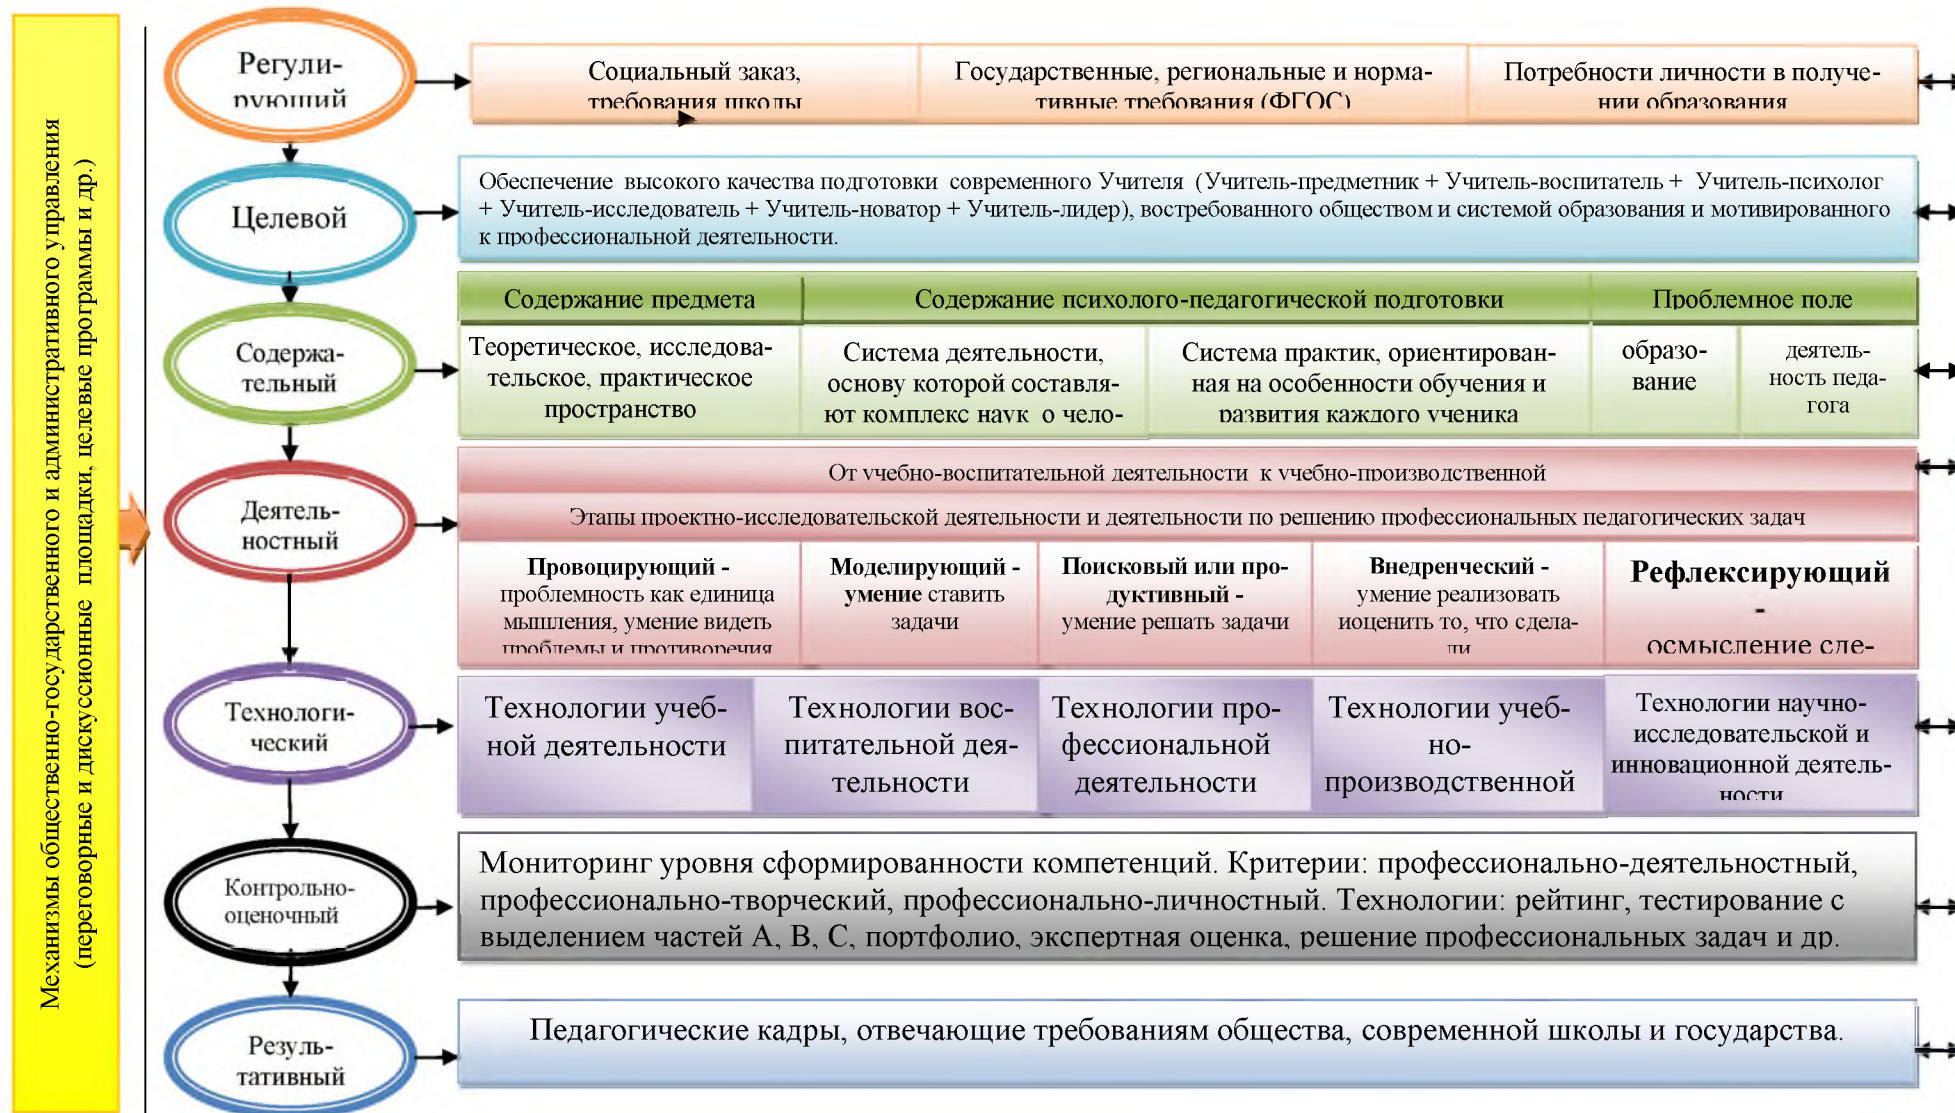 Механизмы общественно-государственного и административного управления
(переговорные и дискуссионные площадки, целевые программы и др.)
Регули-
рующий
Социальный заказ,
требования школы
Государственные, региональные и норма-
тивные требования (ФГОС)
Потребности личности в получе-
нии образования
Целевой
Обеспечение высокого качества подготовки современного Учителя (Учитель-предметник + Учитель-воспитатель + Учитель-психолог
+ Учитель-исследователь + Учитель-новатор + Учитель-лидер), востребованного обществом и системой образования и мотивированного
к профессиональной деятельности.
Содержа-
тельный
Содержание предмета
Содержание психолого-педагогической подготовки
Проблемное поле
Теоретическое, исследова-
тельское, практическое
пространство
Система деятельности,
основу которой составля-
ют комплекс наук о чело-
Система практик, ориентирован-
ная на особенности обучения и
развития каждого ученика
образо-
вание
деятель-
ность педа-
гога
Деятель-
ностный
От учебно-воспитательной деятельности к учебно-производственной
Этапы проектно-исследовательской деятельности и деятельности по решению профессиональных педагогических задач
Провоцирующий -
проблемность как единица
мышления, умение видеть
проблемы и противоречия
Моделирующий -
умение ставить
задачи
Поисковый или про-
дуктивный -
умение решать задачи
Внедренческий -
умение реализовать
иоценить то, что сдела-
ли
Рефлексирующий
-
осмысление сде-
Технологи-
ческий
Технологии учеб-
ной деятельности
Технологии вос-
питательной дея-
тельности
Технологии про-
фессиональной
деятельности
Технологии учеб-
но-
производственной
Технологии научно-
исследовательской и
инновационной деятель-
ности
Контрольно-
оценочный
Мониторинг уровня сформированности компетенций. Критерии: профессионально-деятельностный,
профессионально-творческий, профессионально-личностный. Технологии: рейтинг, тестирование с
выделением частей А, В, С, портфолио, экспертная оценка, решение профессиональных задач и др.
Резуль-
тативный
Педагогические кадры, отвечающие требованиям общества, современной школы и государства.